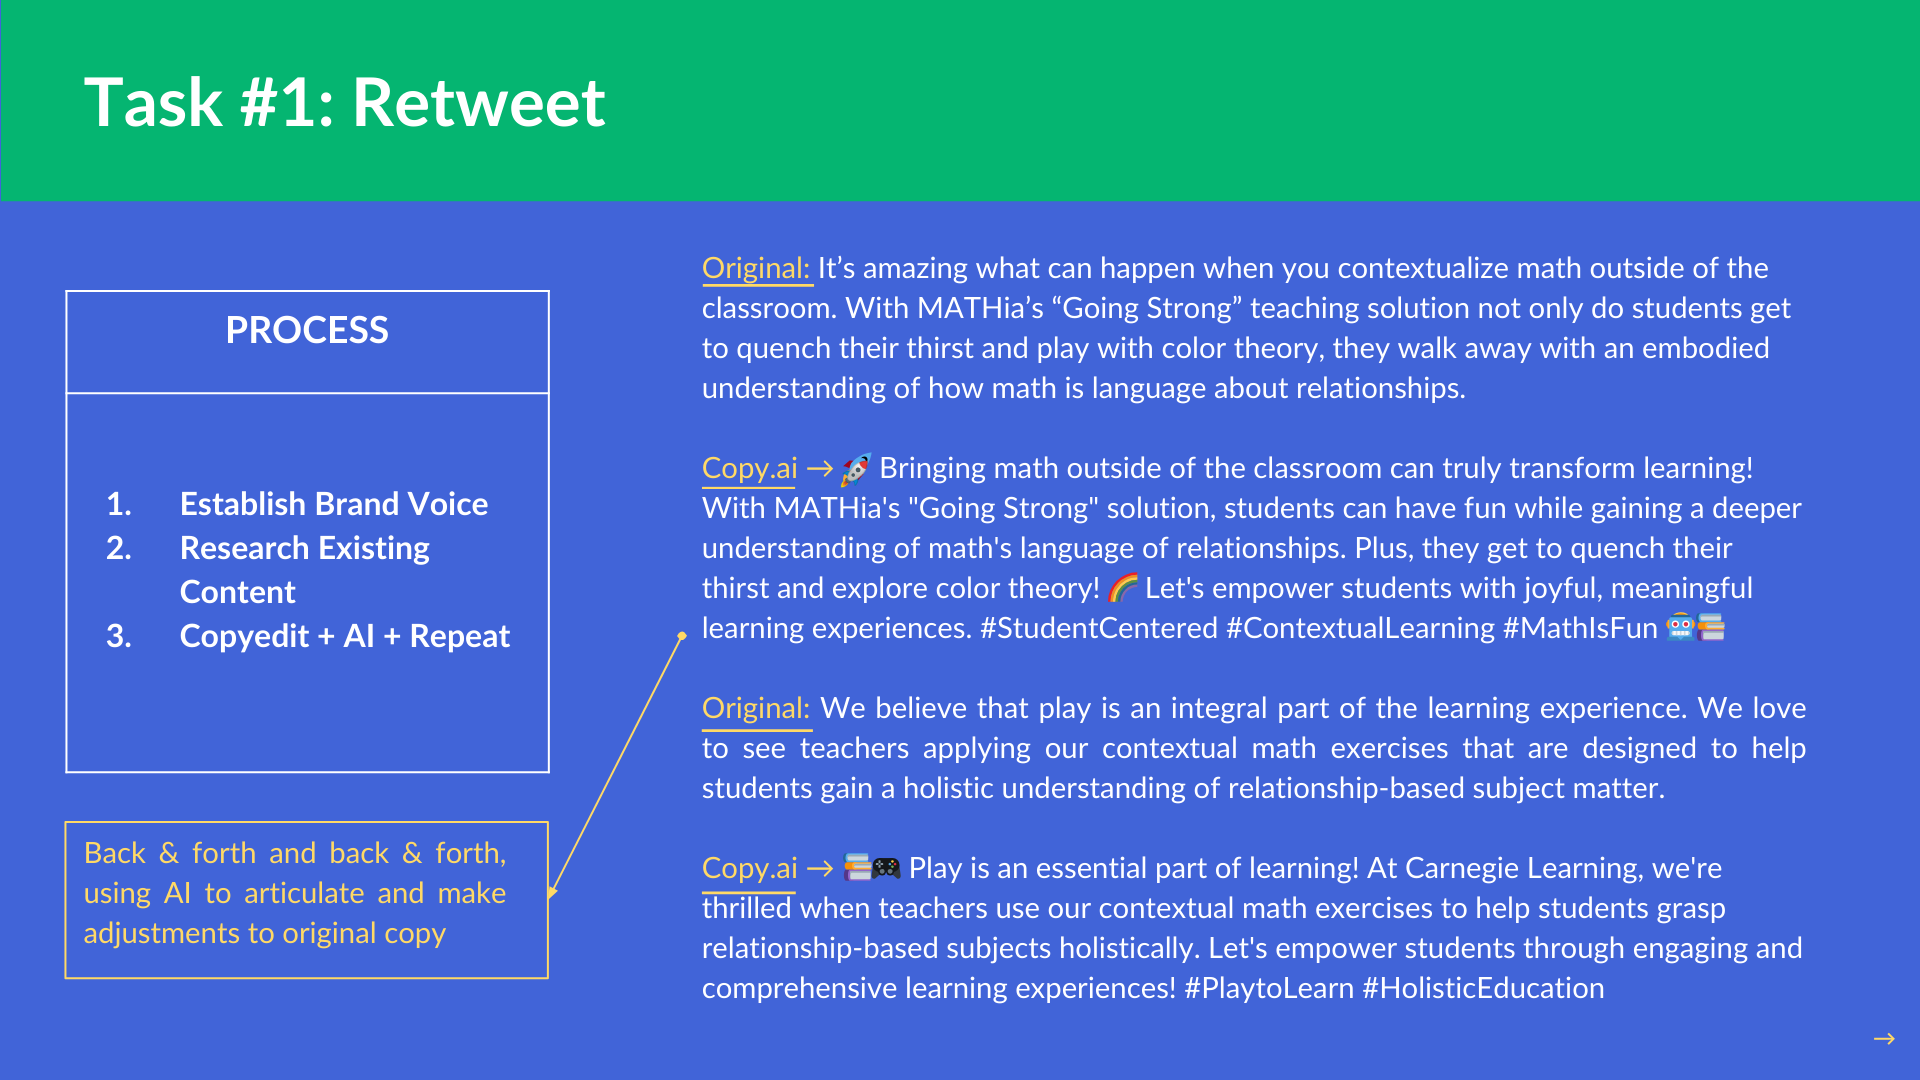 Task #1: Retweet
PROCESS
1. Establish Brand Voice
2. Research Existing
Content
3. Copyedit + AI + Repeat
Back & forth and back & forth,
using AI to articulate and make
adjustments to original copy
Original: It’s amazing what can happen when you contextualize math outside of the
classroom. With MATHia’s “Going Strong” teaching solution not only do students get
to quench their thirst and play with color theory, they walk away with an embodied
understanding of how math is language about relationships.
Copy.ai → 🚀 Bringing math outside of the classroom can truly transform learning!
With MATHia's "Going Strong" solution, students can have fun while gaining a deeper
understanding of math's language of relationships. Plus, they get to quench their
thirst and explore color theory! 🌈 Let's empower students with joyful, meaningful
learning experiences. #StudentCentered #ContextualLearning #MathIsFun 🤖📚
Original: We believe that play is an integral part of the learning experience. We love
to see teachers applying our contextual math exercises that are designed to help
students gain a holistic understanding of relationship-based subject matter.
Copy.ai → 📚🎮 Play is an essential part of learning! At Carnegie Learning, we're
thrilled when teachers use our contextual math exercises to help students grasp
relationship-based subjects holistically. Let's empower students through engaging and
comprehensive learning experiences! #PlaytoLearn #HolisticEducation
→